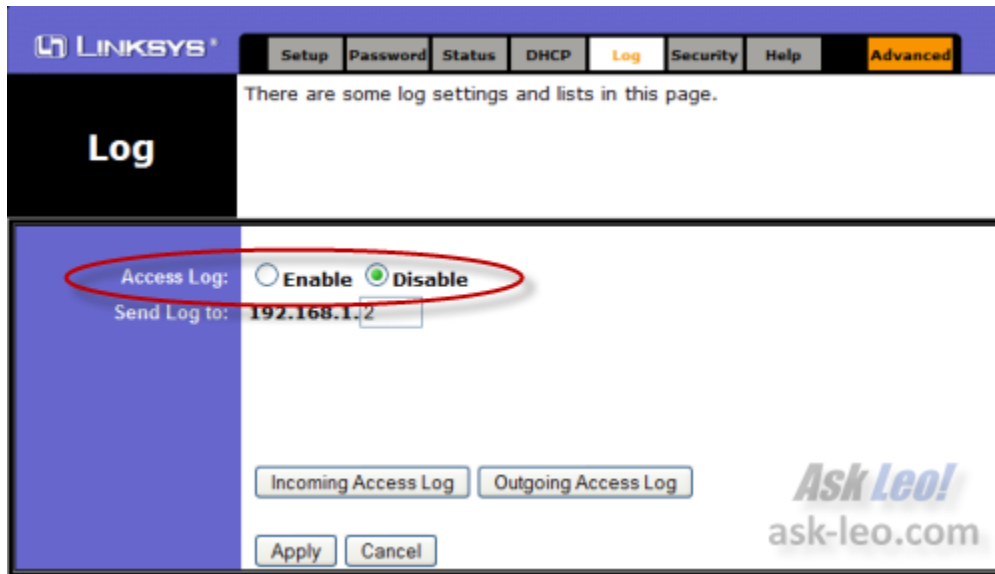 LINKSYS®
Setup Password Status DHCP Log Security Help Advanced
Log
There are some log settings and lists in this page.
Access Log: Enable Disable
Send Log to: 192.168.1. 2
Incoming Access Log Outgoing Access Log
Apply Cancel
Ask Leo!
ask-leo.com